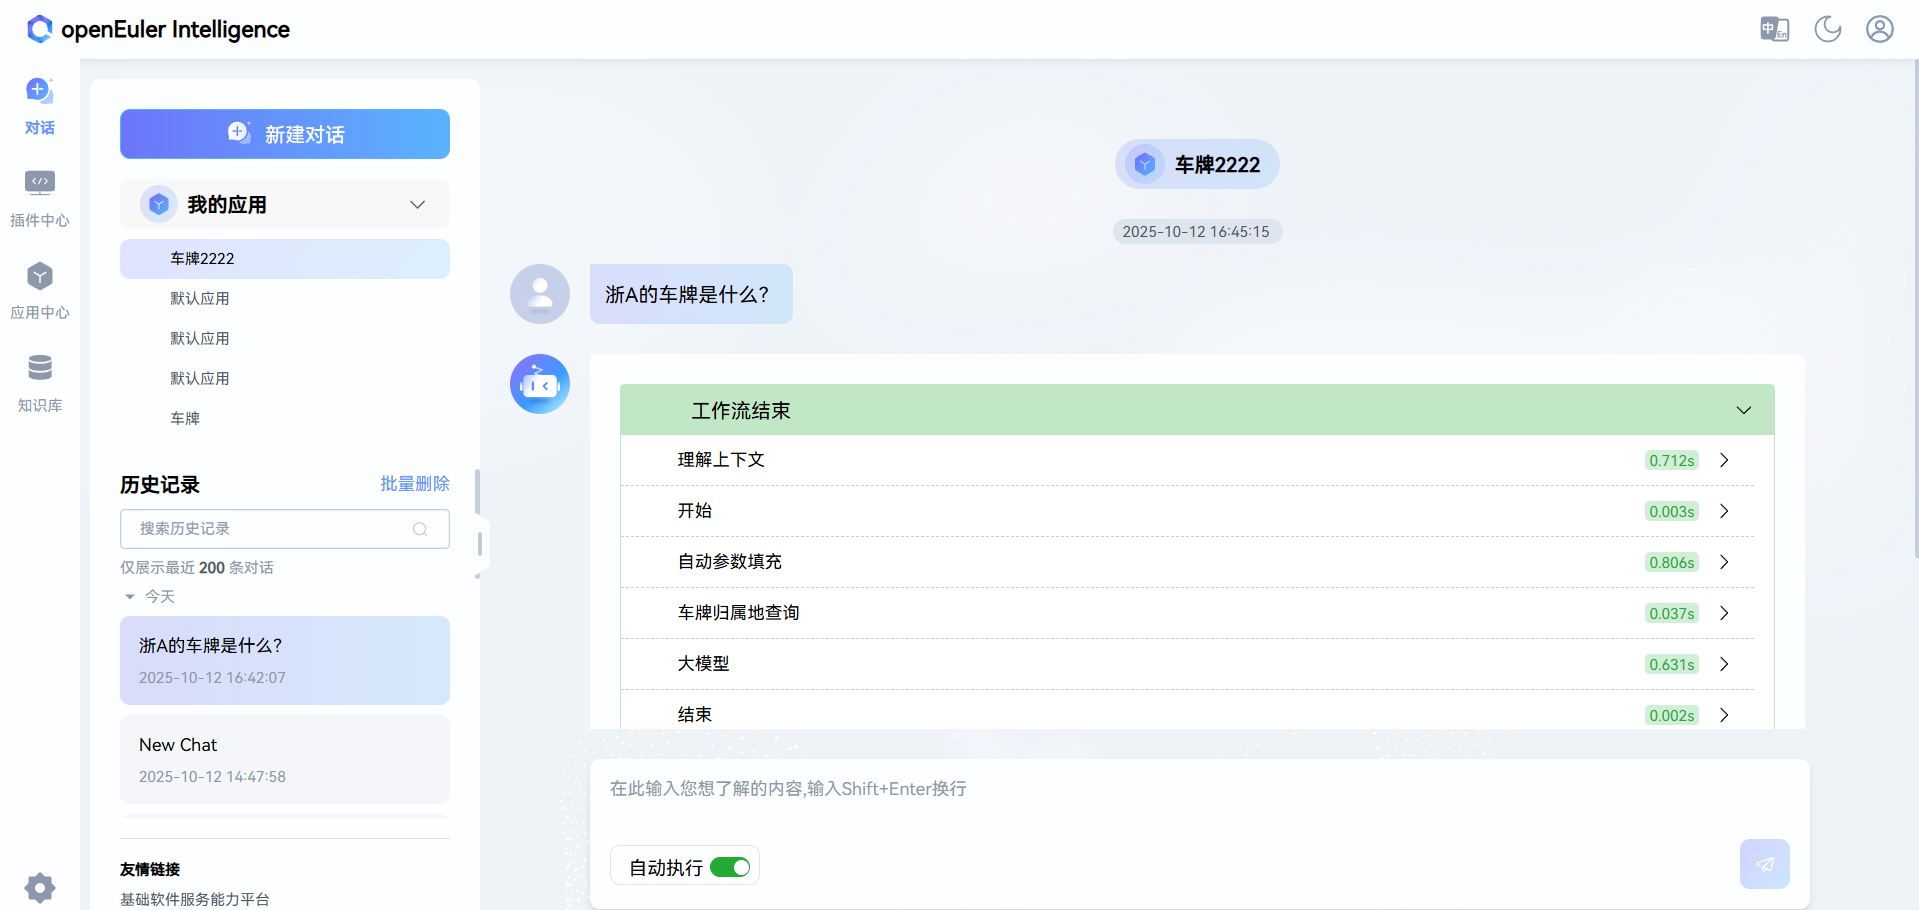 openEuler Intelligence
中
En
对话
插件中心
应用中心
知识库
新建对话
我的应用
车牌2222
默认应用
默认应用
默认应用
车牌
历史记录
批量删除
搜索历史记录
仅展示最近 200 条对话
今天
浙A的车牌是什么?
2025-10-12 16:42:07
New Chat
2025-10-12 14:47:58
友情链接
基础软件服务能力平台
车牌2222
2025-10-12 16:45:15
浙A的车牌是什么?
工作流结束
理解上下文 0.712s
开始 0.003s
自动参数填充 0.806s
车牌归属地查询 0.037s
大模型 0.631s
结束 0.002s
在此输入您想了解的内容,输入Shift+Enter换行
自动执行